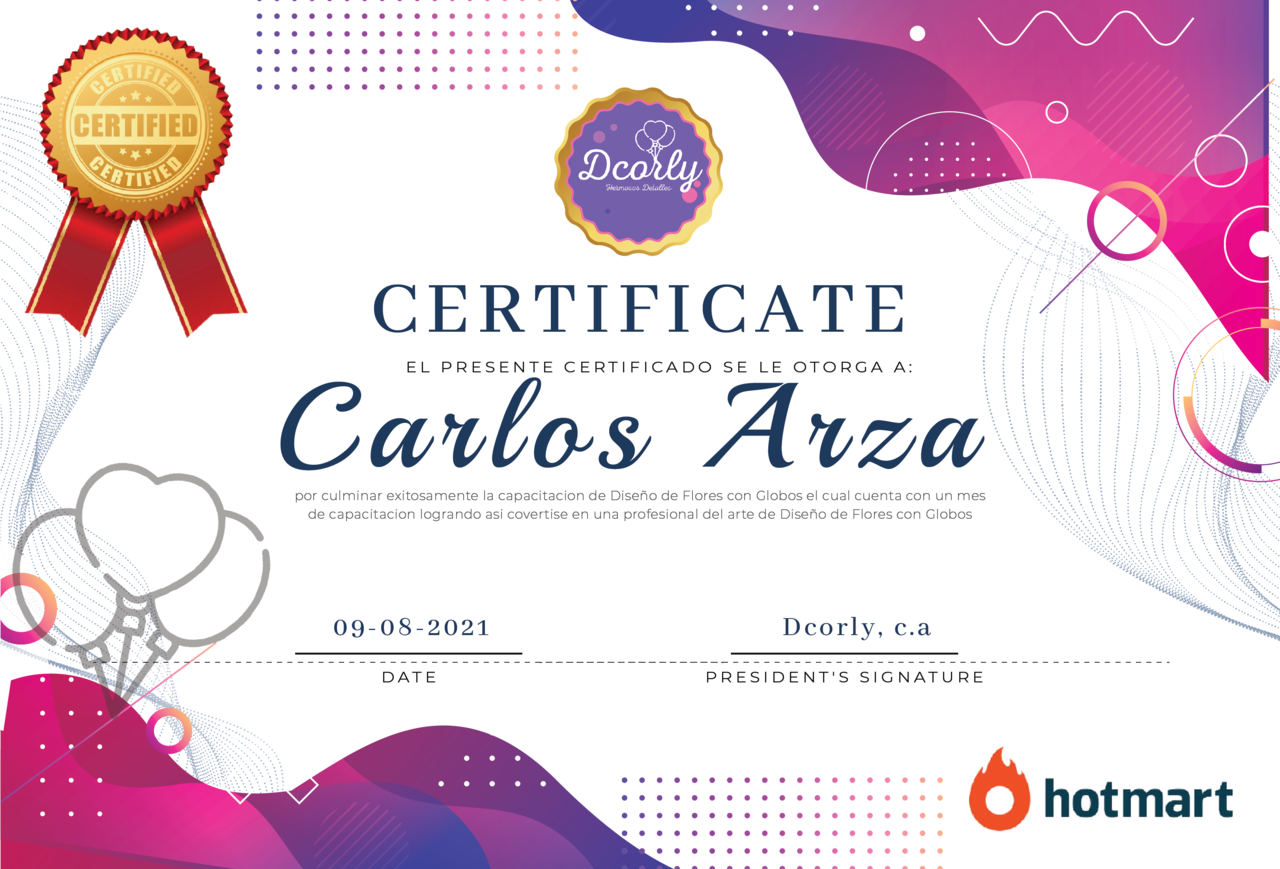 CERTIFIED
CERTIFIED
CERTIFIED
Dcorly
Hermosos Detalles
CERTIFICATE
EL PRESENTE CERTIFICADO SE LE OTORGA A:
Carlos Arza
por culminar exitosamente la capacitacion de Diseño de Flores con Globos el cual cuenta con un mes
de capacitacion logrando asi covertise en una profesional del arte de Diseño de Flores con Globos
09-08-2021
Dcorly, c.a
DATE
PRESIDENT'S SIGNATURE
hotmart